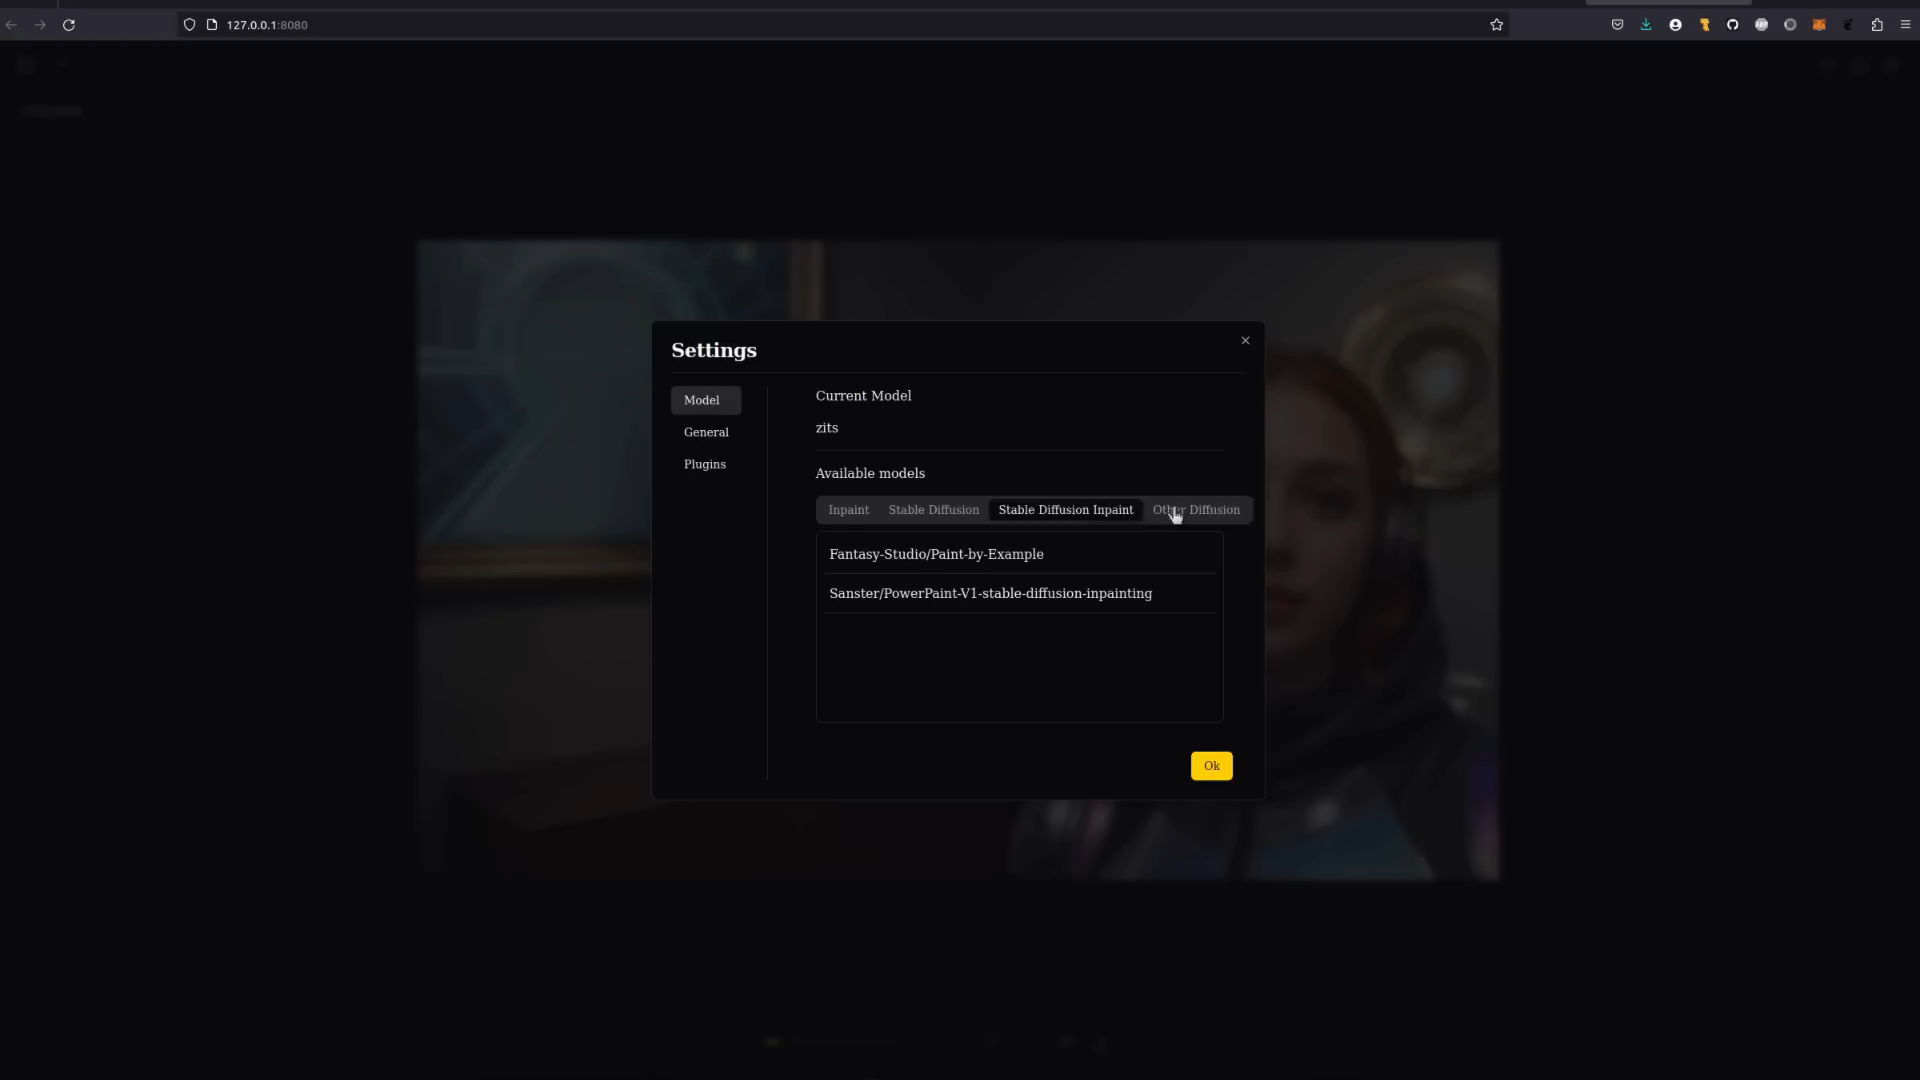 127.0.0.1:8080
Settings
Model
General
Plugins
Current Model
zits
Available models
Inpaint Stable Diffusion Stable Diffusion Inpaint Other Diffusion
Fantasy-Studio/Paint-by-Example
Sanster/PowerPaint-V1-stable-diffusion-inpainting
Ok